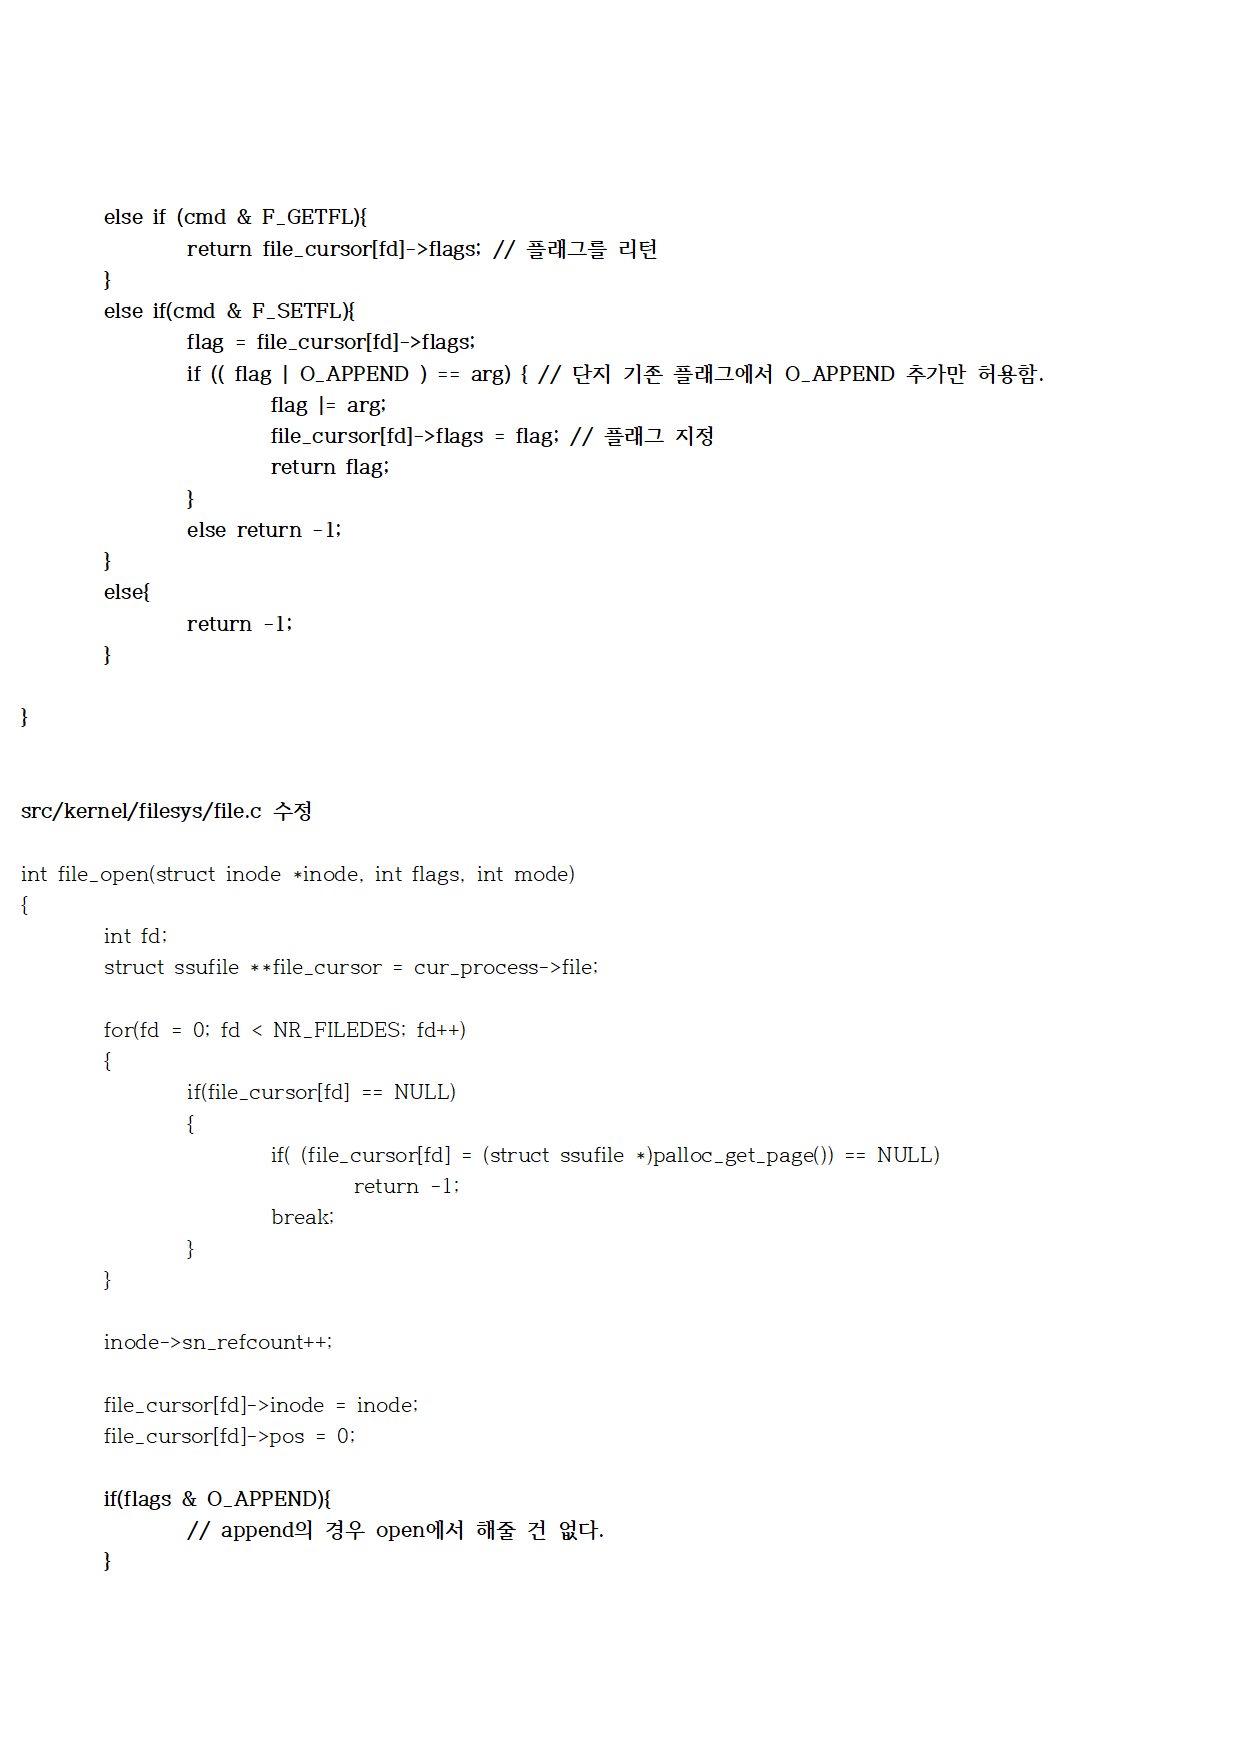 else if (cmd & F_GETFL){
return file_cursor[fd]->flags; // 플래그를 리턴
}
else if(cmd & F_SETFL){
flag = file_cursor[fd]->flags;
if (( flag | O_APPEND ) == arg) { // 단지 기존 플래그에서 O_APPEND 추가만 허용함.
flag |= arg;
file_cursor[fd]->flags = flag; // 플래그 지정
return flag;
}
else return -1;
}
else{
return -1;
}
}
src/kernel/filesys/file.c 수정
int file_open(struct inode *inode, int flags, int mode)
{
int fd;
struct ssufile **file_cursor = cur_process->file;
for(fd = 0; fd < NR_FILEDES; fd++)
{
if(file_cursor[fd] == NULL)
{
if( (file_cursor[fd] = (struct ssufile *)palloc_get_page()) == NULL)
return -1;
break;
}
}
inode->sn_refcount++;
file_cursor[fd]->inode = inode;
file_cursor[fd]->pos = 0;
if(flags & O_APPEND){
// append의 경우 open에서 해줄 건 없다.
}